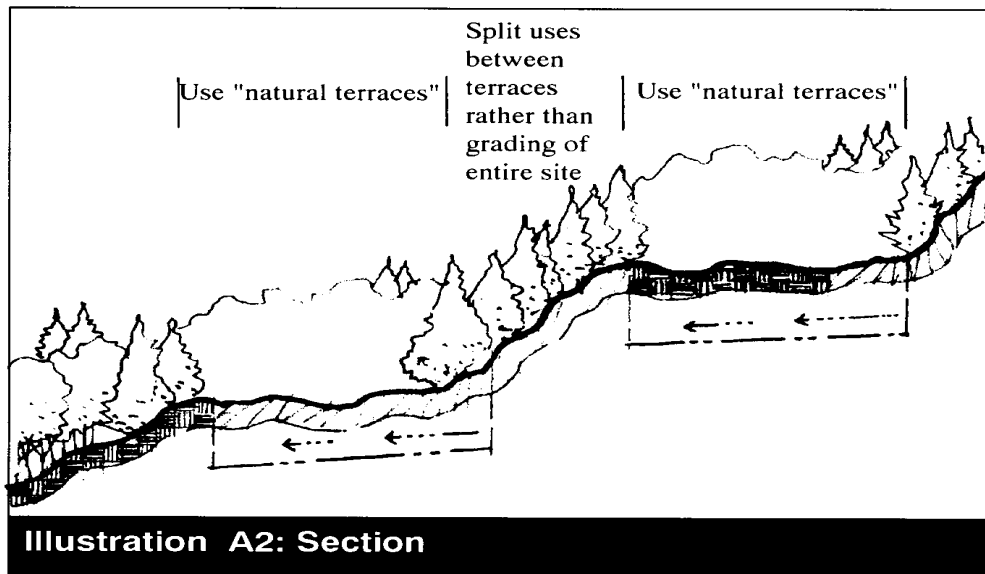 Use "natural terraces"
Split uses
between
terraces
rather than
grading of
entire site
Use "natural terraces"
Illustration A2: Section